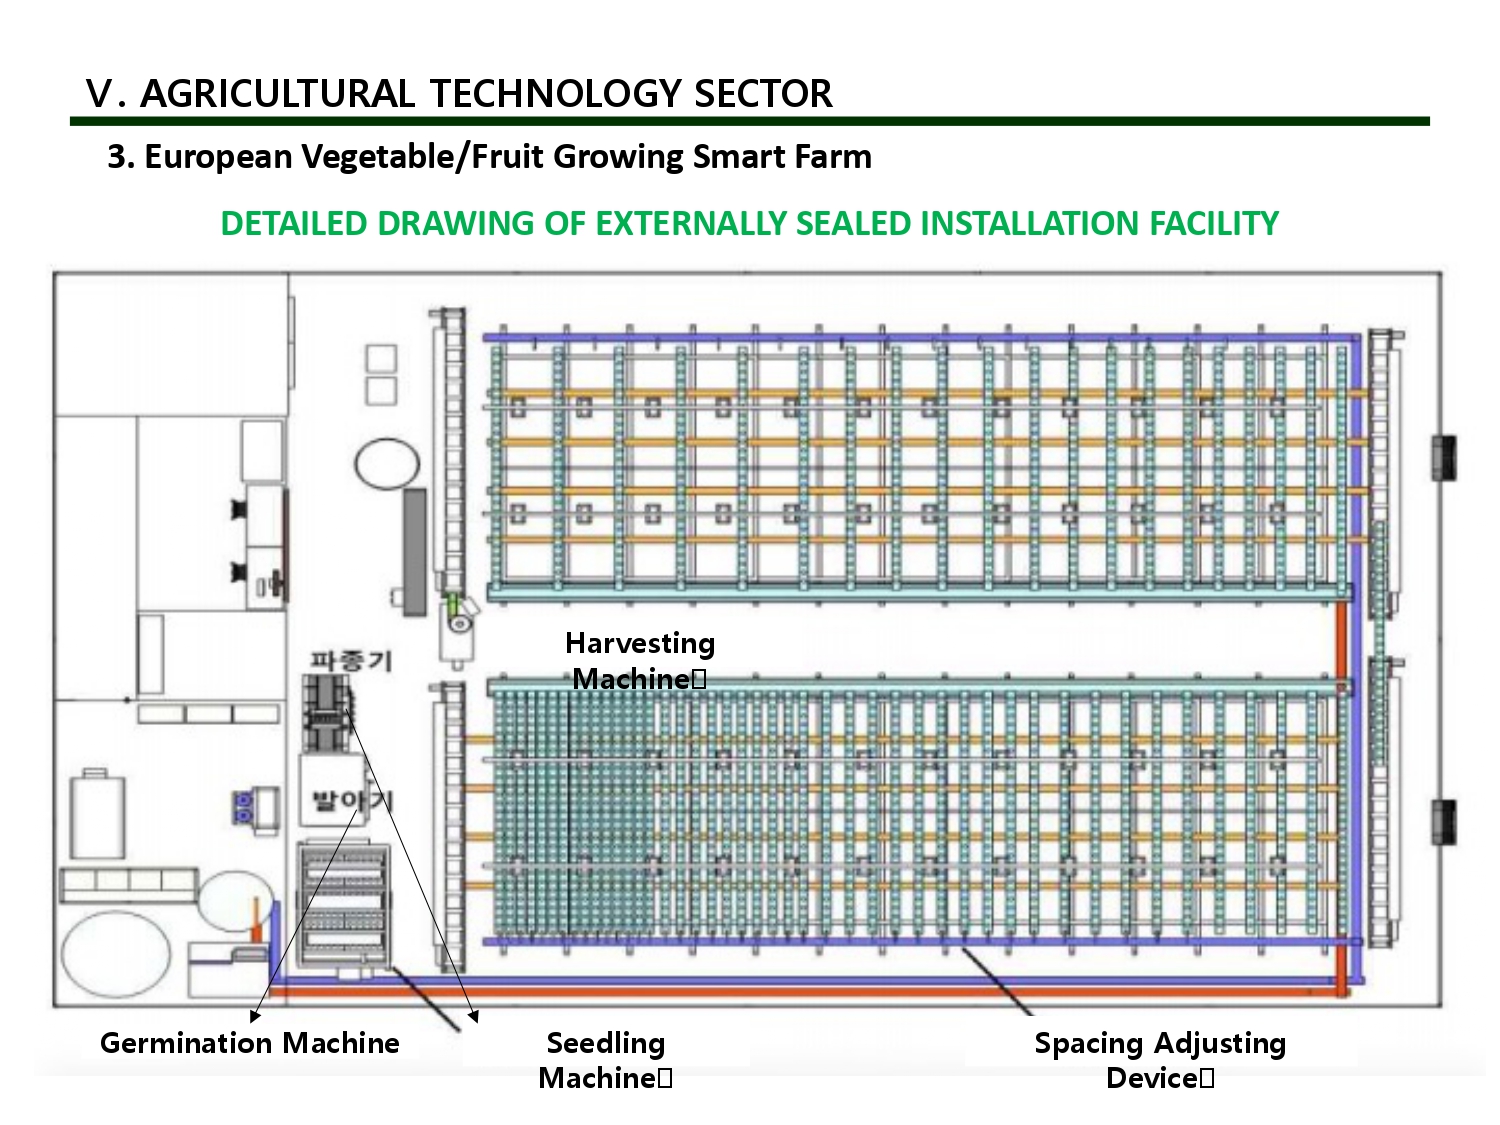 Ⅴ. AGRICULTURAL TECHNOLOGY SECTOR
3. European Vegetable/Fruit Growing Smart Farm
DETAILED DRAWING OF EXTERNALLY SEALED INSTALLATION FACILITY
Harvesting
Machine
파종기
발아기
Germination Machine
Seedling
Machine
Spacing Adjusting
Device